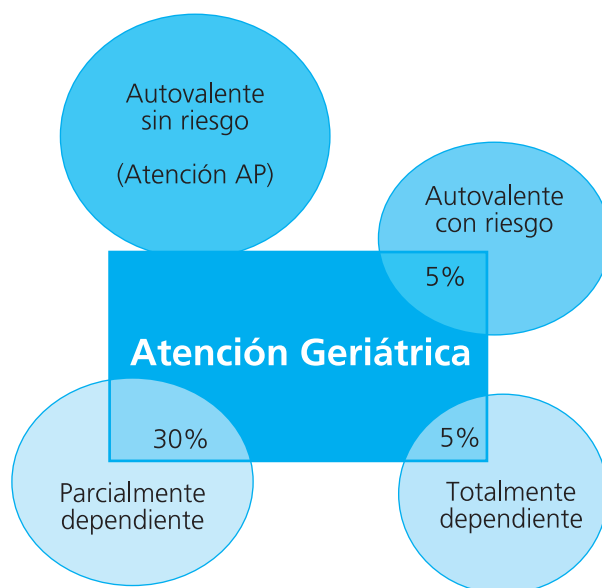 Autovalente
sin riesgo
(Atención AP)
Autovalente
con riesgo
5%
Atención Geriátrica
30%
5%
Parcialmente
dependiente
Totalmente
dependiente